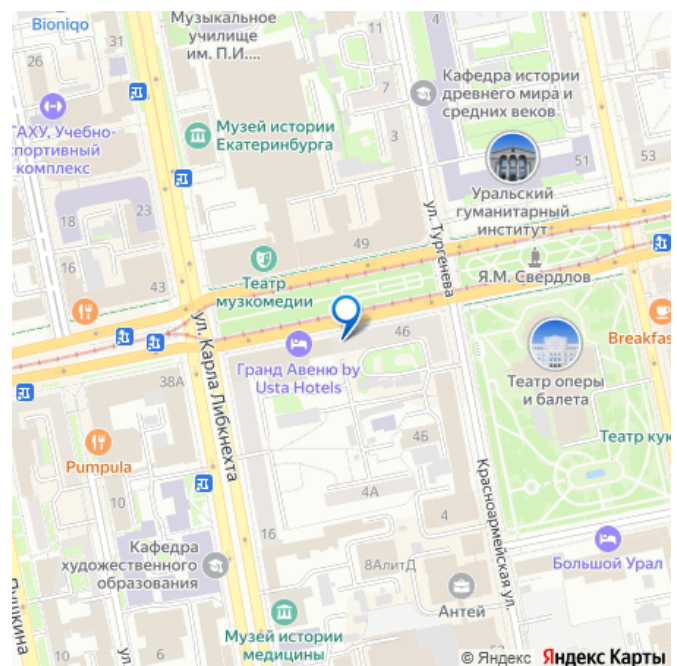 Bioniqo
31
26
Музыкальное
училище
им. П.И....
4
11
7
3
Кафедра истории
древнего мира и
средних веков
ГАХУ, Учебно-
спортивный
комплекс
Музей истории
Екатеринбурга
51
53
Уральский
гуманитарный
институт
18
23
16
43
49
ул. Тургенева
Театр
музкомедии
Я.М. Свердлов
ул. Карла Либкнехта
46
Гранд Авеню by
Usta Hotels
Breakfas
38А
Театр оперы
и балета
Pumpula
4Б
Театр кук
10
4А
Красноармейская ул.
4
16
Кафедра
художественного
образования
8АлитД
Большой Урал
Антей
Пушкина
ул.
Музей истории
медицины
© Яндекс Яндекс Карты